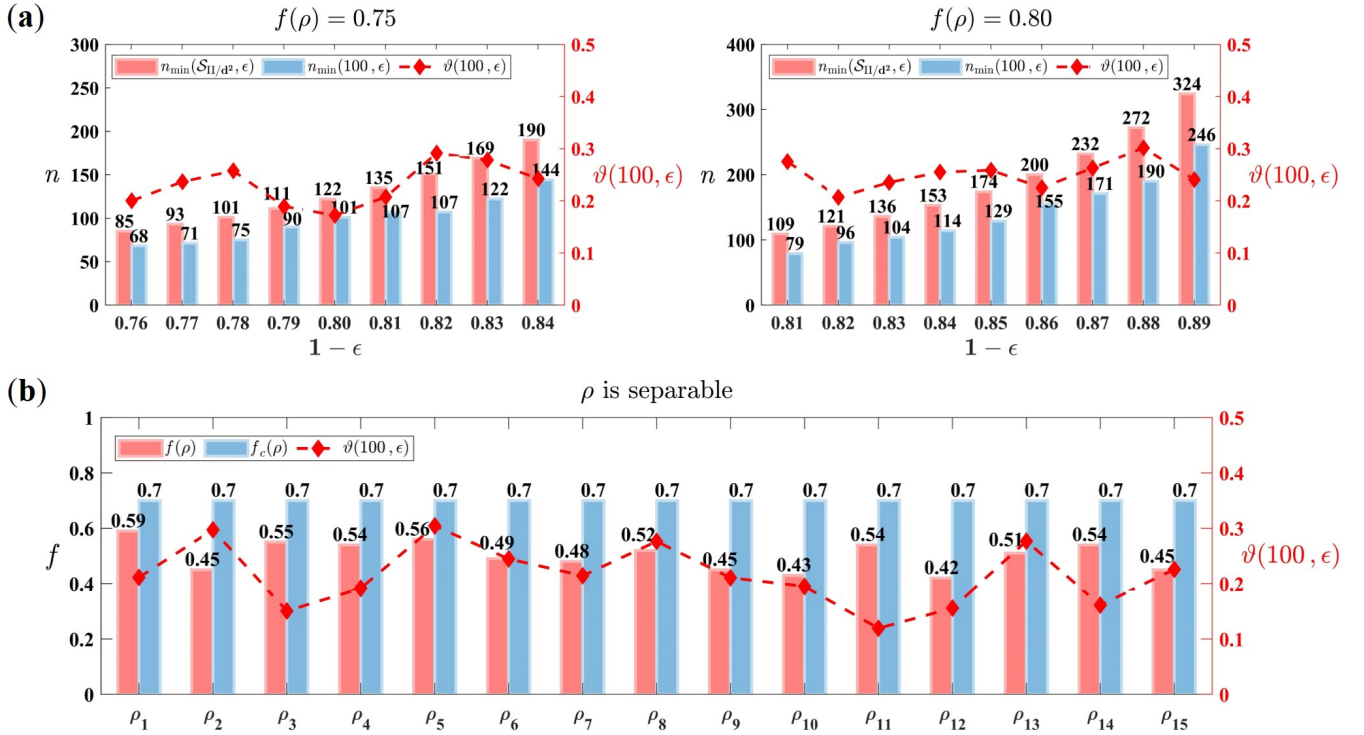 (a)
f(ρ) = 0.75
n_min(S_II/d², ϵ) n_min(100, ϵ) ϑ(100, ϵ)
300
250
200
150
100
50
0
n
85 93 101 111 122 135 151 169 190
68 71 75 90 101 107 107 122 144
0.5
0.4
0.3
0.2
0.1
0
ϑ(100, ϵ)
0.76 0.77 0.78 0.79 0.80 0.81 0.82 0.83 0.84
1 − ϵ
f(ρ) = 0.80
n_min(S_II/d², ϵ) n_min(100, ϵ) ϑ(100, ϵ)
400
300
200
100
0
n
109 121 136 153 174 200 232 272 324
79 96 104 114 129 155 171 190 246
0.5
0.4
0.3
0.2
0.1
0
ϑ(100, ϵ)
0.81 0.82 0.83 0.84 0.85 0.86 0.87 0.88 0.89
1 − ϵ
(b)
ρ is separable
f(ρ) f_c(ρ) ϑ(100, ϵ)
1
0.8
0.6
0.4
0.2
0
f
0.7 0.7 0.7 0.7 0.7 0.7 0.7 0.7 0.7 0.7 0.7 0.7 0.7 0.7 0.7
0.59 0.45 0.55 0.54 0.56 0.49 0.48 0.52 0.45 0.43 0.54 0.42 0.51 0.54 0.45
0.5
0.4
0.3
0.2
0.1
0
ϑ(100, ϵ)
ρ₁ ρ₂ ρ₃ ρ₄ ρ₅ ρ₆ ρ₇ ρ₈ ρ₉ ρ₁₀ ρ₁₁ ρ₁₂ ρ₁₃ ρ₁₄ ρ₁₅